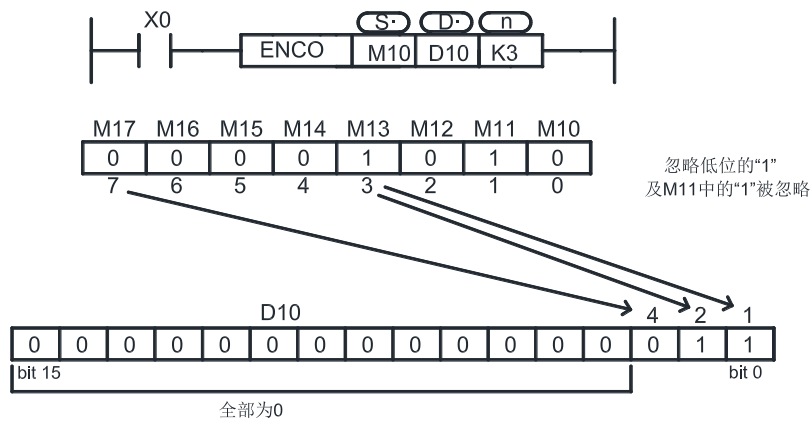 X0
S· D· n
ENCO M10 D10 K3
M17 M16 M15 M14 M13 M12 M11 M10
0 0 0 0 1 0 1 0
7 6 5 4 3 2 1 0
忽略低位的“1”
及M11中的“1”被忽略
D10 4 2 1
0 0 0 0 0 0 0 0 0 0 0 0 0 0 1 1
bit 15 bit 0
全部为0